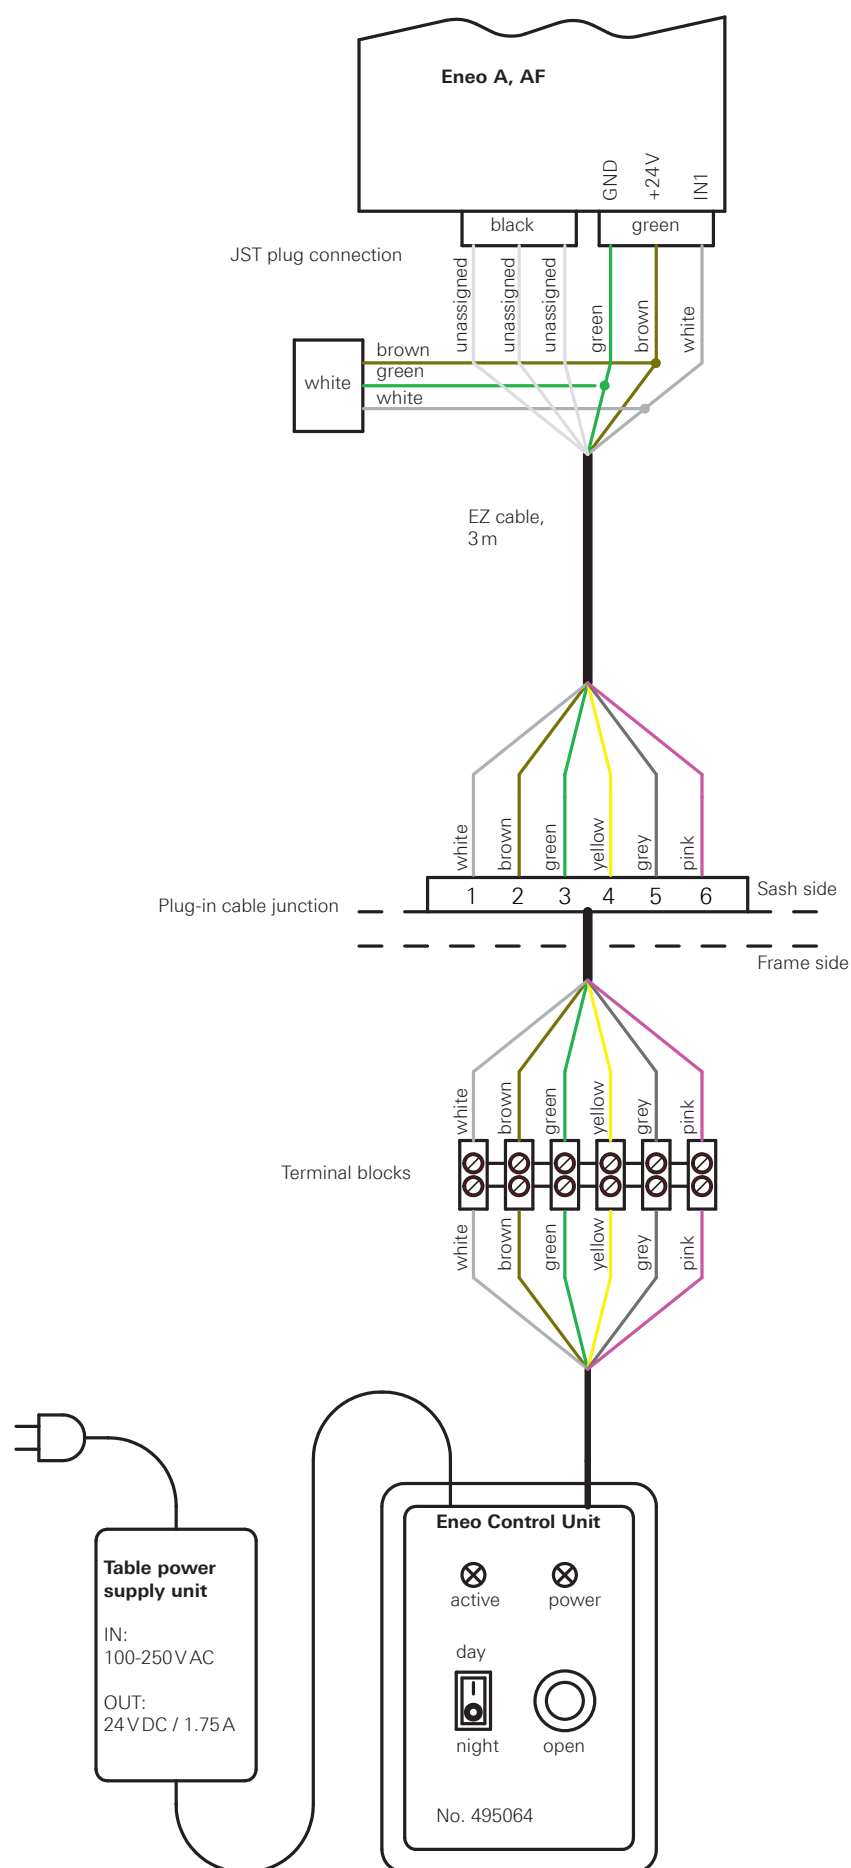 Eneo A, AF
GND
+24V
IN1
black
green
JST plug connection
unassigned
unassigned
unassigned
green
brown
white
white
brown
green
white
EZ cable,
3 m
white
brown
green
yellow
grey
pink
1 2 3 4 5 6
Sash side
Plug-in cable junction
Frame side
white
brown
green
yellow
grey
pink
Terminal blocks
white
brown
green
yellow
grey
pink
Eneo Control Unit
active power
day
night open
No. 495064
Table power
supply unit
IN:
100-250 V AC
OUT:
24 V DC / 1.75 A